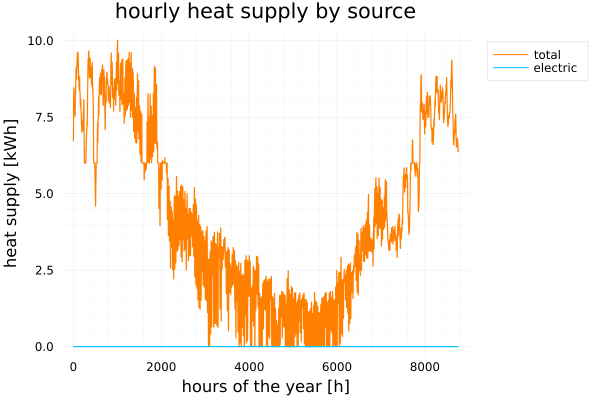 hourly heat supply by source
total
electric
heat supply [kWh]
10.0
7.5
5.0
2.5
0.0
0
2000
4000
6000
8000
hours of the year [h]